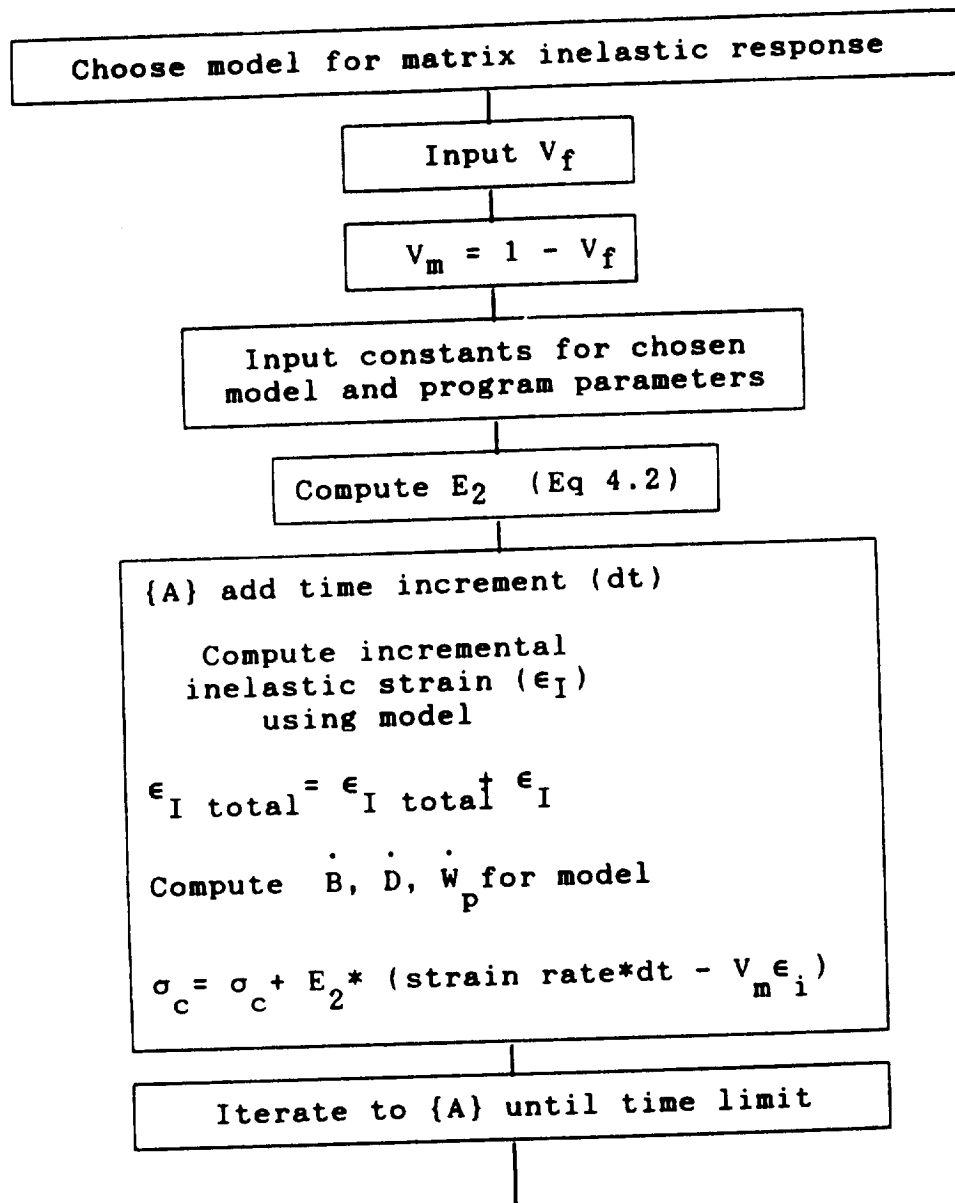 Choose model for matrix inelastic response
Input V_f
V_m = 1 - V_f
Input constants for chosen
model and program parameters
Compute E_2 (Eq 4.2)
{A} add time increment (dt)
Compute incremental
inelastic strain (ϵ_I)
using model
ϵ_I total = ϵ_I total + ϵ_I
Compute Ḃ, Ḋ, Ẇ_p for model
σ_c = σ_c + E_2* (strain rate*dt - V_m ϵ_i)
Iterate to {A} until time limit